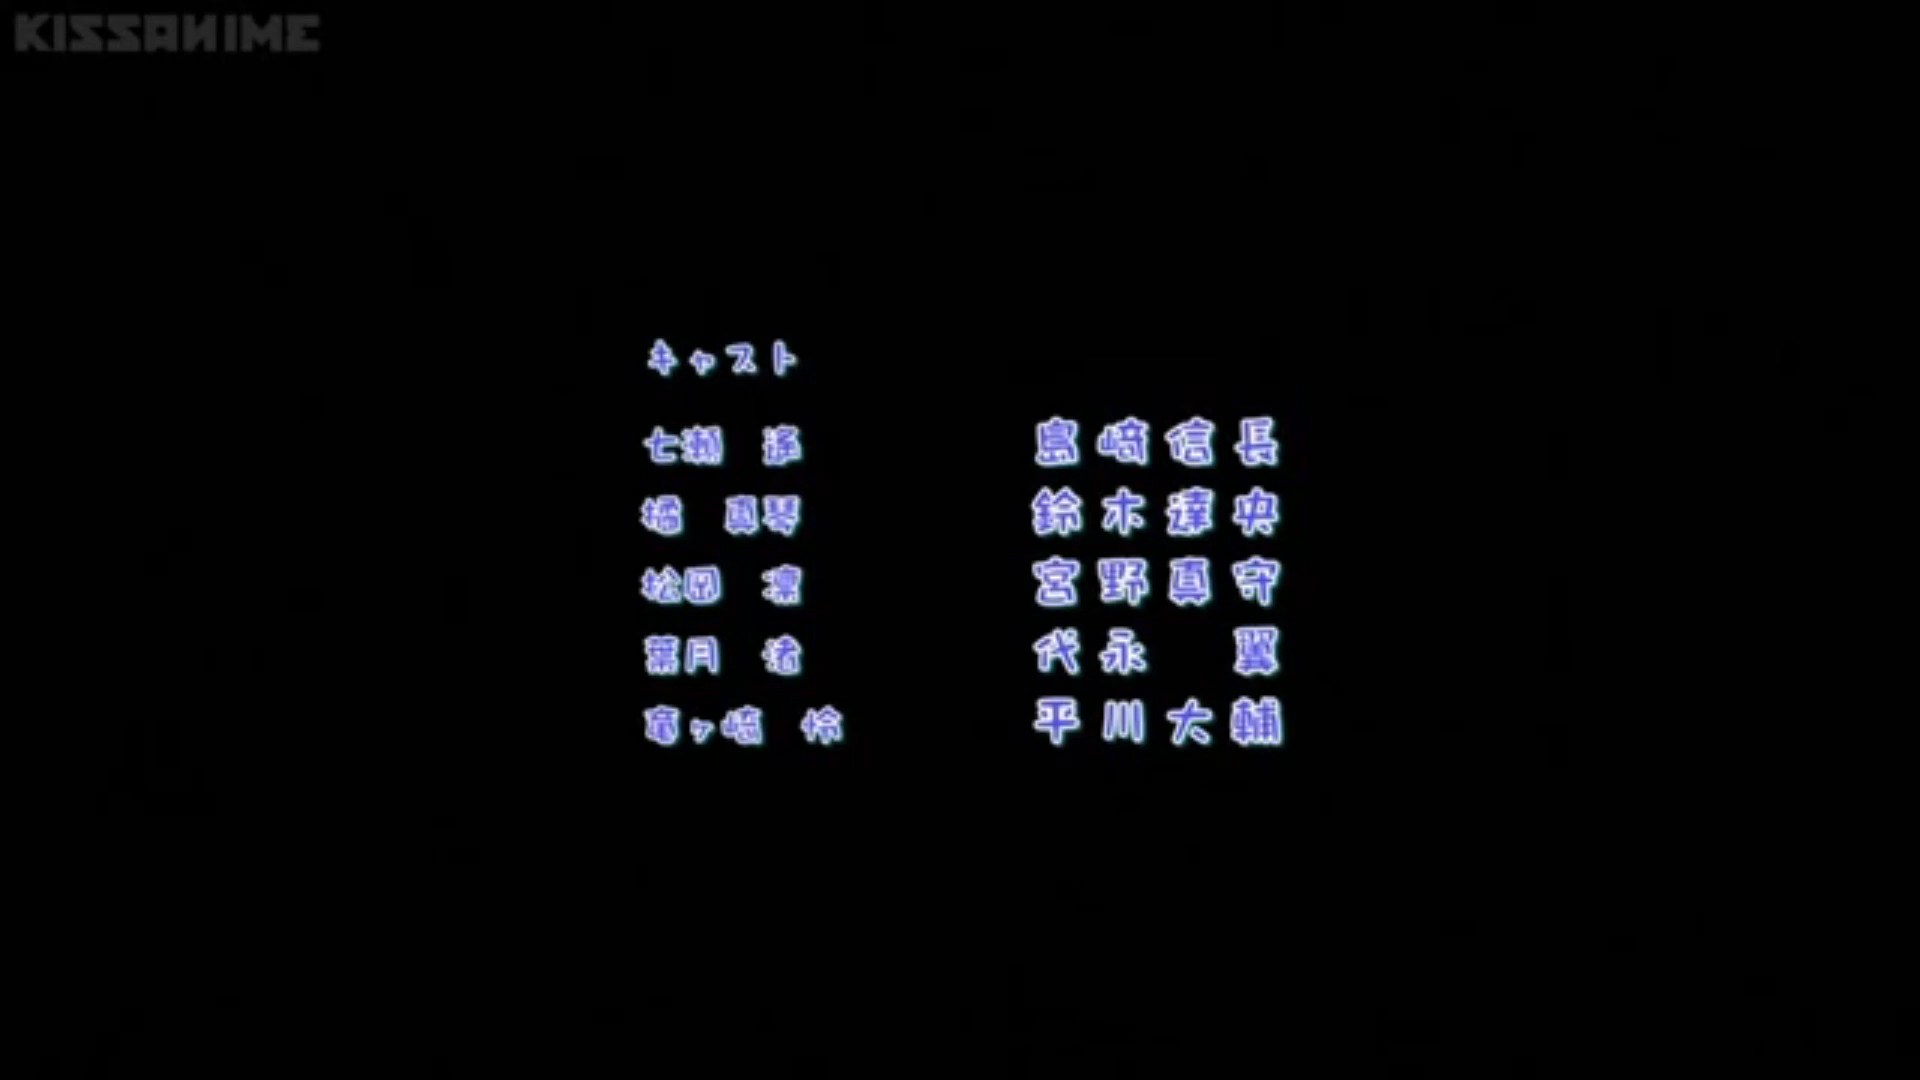 KISSANIME
キャスト
七瀬 遙 島﨑信長
橘 真琴 鈴木達央
松岡 凛 宮野真守
葉月 渚 代永 翼
竜ヶ崎 怜 平川大輔